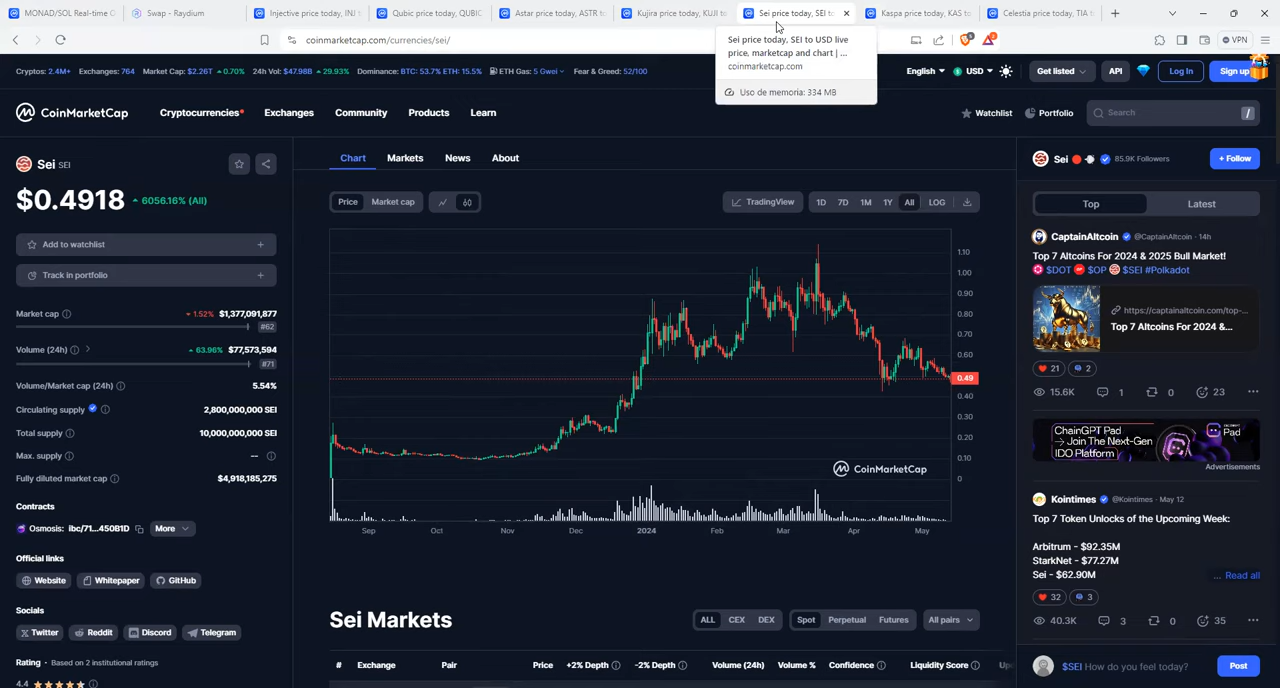 MONAD/SOL Real-time O
Swap - Raydium
Injective price today, INJ t
Qubic price today, QUBIC
Astar price today, ASTR to
Kujira price today, KUJI to
Sei price today, SEI to
Kaspa price today, KAS to
Celestia price today, TIA t
coinmarketcap.com/currencies/sei/
VPN
Sei price today, SEI to USD live
price, marketcap and chart | ...
coinmarketcap.com
Uso de memoria: 334 MB
Cryptos: 2.4M+ Exchanges: 764 Market Cap: $2.26T 0.70% 24h Vol: $47.98B 29.93% Dominance: BTC: 53.7% ETH: 15.5% ETH Gas: 5 Gwei Fear & Greed: 52/100
English USD Get listed API Log In Sign up
CoinMarketCap Cryptocurrencies Exchanges Community Products Learn
Watchlist Portfolio Search /
Sei SEI
$0.4918 6056.16% (All)
Add to watchlist +
Track in portfolio +
Market cap 1.52% $1,377,091,877
#62
Volume (24h) 63.96% $77,573,594
#71
Volume/Market cap (24h) 5.54%
Circulating supply 2,800,000,000 SEI
Total supply 10,000,000,000 SEI
Max. supply --
Fully diluted market cap $4,918,185,275
Contracts
Osmosis: ibc/71...450B1D More
Official links
Website Whitepaper GitHub
Socials
Twitter Reddit Discord Telegram
Rating · Based on 2 institutional ratings
4.4
Chart Markets News About
Price Market cap
TradingView 1D 7D 1M 1Y All LOG
1.10
1.00
0.90
0.80
0.70
0.60
0.49
0.40
0.30
0.20
0.10
0
CoinMarketCap
Sep Oct Nov Dec 2024 Feb Mar Apr May
Sei Markets
ALL CEX DEX Spot Perpetual Futures All pairs
# Exchange Pair Price +2% Depth -2% Depth Volume (24h) Volume % Confidence Liquidity Score
Sei 85.9K Followers + Follow
Top Latest
CaptainAltcoin @CaptainAltcoin · 14h
Top 7 Altcoins For 2024 & 2025 Bull Market!
$DOT $OP $SEI #Polkadot
https://captainaltcoin.com/top-...
Top 7 Altcoins For 2024 &...
21 2
15.6K 1 0 23 ...
ChainGPT Pad
→ Join The Next-Gen
IDO Platform
Pad
Advertisements
Kointimes @Kointimes · May 12
Top 7 Token Unlocks of the Upcoming Week:
Arbitrum - $92.35M
StarkNet - $77.27M
Sei - $62.90M
... Read all
32 3
40.3K 3 0 35 ...
$SEI How do you feel today? Post